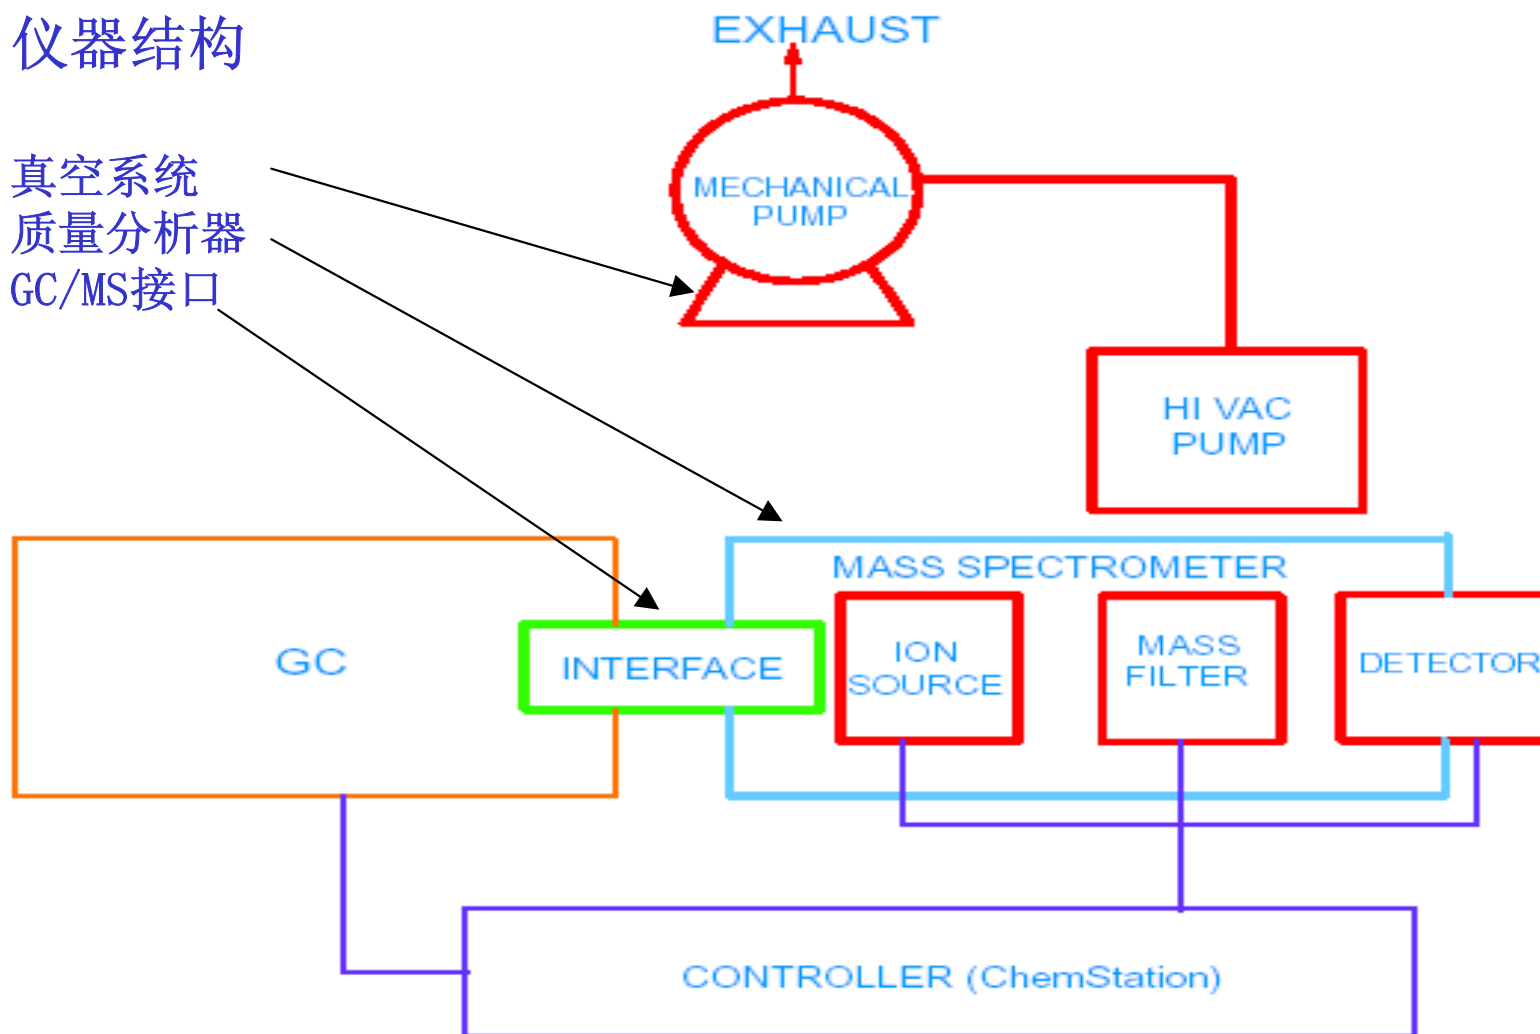 仪器结构
EXHAUST
真空系统
质量分析器
GC/MS接口
MECHANICAL
PUMP
HI VAC
PUMP
MASS SPECTROMETER
GC
INTERFACE
ION
SOURCE
MASS
FILTER
DETECTOR
CONTROLLER (ChemStation)